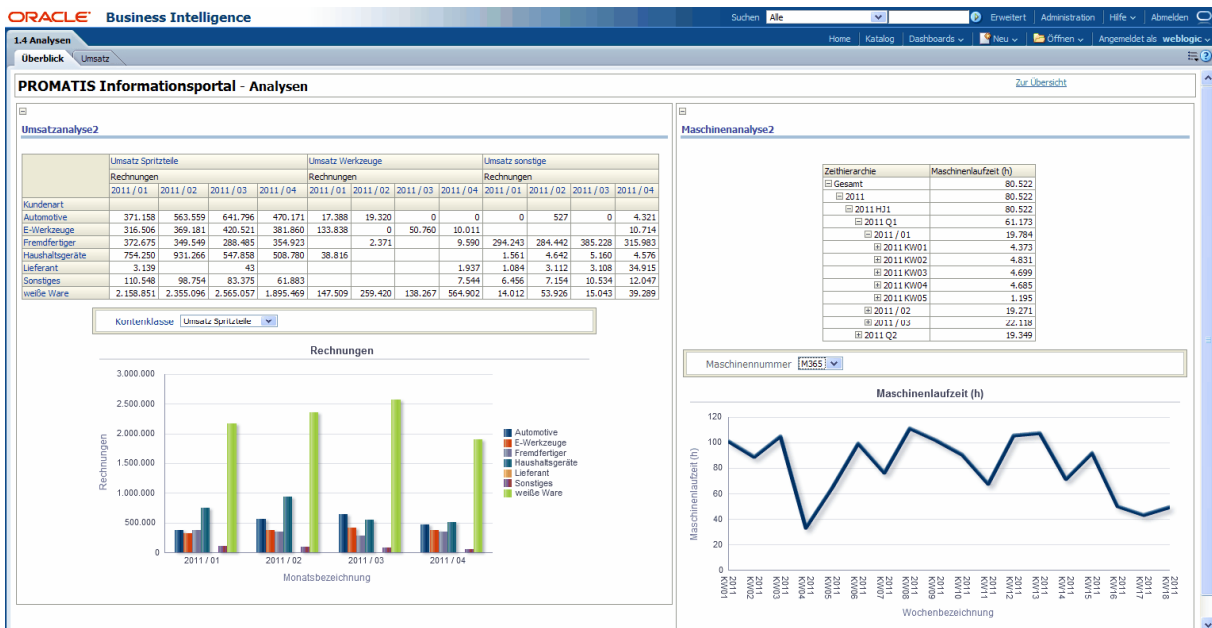 ORACLE Business Intelligence
Suchen Alle Erweitert Administration Hilfe Abmelden
1.4 Analysen
Home Katalog Dashboards Neu Öffnen Angemeldet als weblogic
Überblick Umsatz
PROMATIS Informationsportal - Analysen
Zur Übersicht
Umsatzanalyse2
Umsatz Spritzteile Umsatz Werkzeuge Umsatz sonstige
Rechnungen Rechnungen Rechnungen
2011 / 01 2011 / 02 2011 / 03 2011 / 04 2011 / 01 2011 / 02 2011 / 03 2011 / 04 2011 / 01 2011 / 02 2011 / 03 2011 / 04
Kundenart
Automotive 371.158 563.559 641.796 470.171 17.388 19.320 0 0 0 527 0 4.321
E-Werkzeuge 316.506 369.181 420.521 381.860 133.838 0 50.760 10.011 10.714
Fremdfertiger 372.675 349.549 288.485 354.923 2.371 9.590 294.243 284.442 385.228 315.983
Haushaltsgeräte 754.250 931.266 547.858 508.780 38.816 1.561 4.642 5.160 4.576
Lieferant 3.139 43 1.937 1.084 3.112 3.108 34.915
Sonstiges 110.548 98.754 83.375 61.883 7.544 6.456 7.154 10.534 12.047
weiße Ware 2.158.851 2.355.096 2.565.057 1.895.469 147.509 259.420 138.267 564.902 14.012 53.926 15.043 39.289
Kontenklasse Umsatz Spritzteile
Rechnungen
3.000.000
2.500.000
2.000.000
1.500.000
1.000.000
500.000
0
Rechnungen
2011 / 01 2011 / 02 2011 / 03 2011 / 04
Monatsbezeichnung
Automotive
E-Werkzeuge
Fremdfertiger
Haushaltsgeräte
Lieferant
Sonstiges
weiße Ware
Maschinenanalyse2
Zeithierarchie Maschinenlaufzeit (h)
Gesamt 80.522
2011 80.522
2011 HJ1 80.522
2011 Q1 61.173
2011 / 01 19.784
2011 KW01 4.373
2011 KW02 4.831
2011 KW03 4.699
2011 KW04 4.685
2011 KW05 1.195
2011 / 02 19.271
2011 / 03 22.118
2011 Q2 19.349
Maschinennummer M365
Maschinenlaufzeit (h)
120
100
80
60
40
20
0
Maschinenlaufzeit (h)
2011 KW01
2011 KW02
2011 KW03
2011 KW04
2011 KW05
2011 KW06
2011 KW07
2011 KW08
2011 KW09
2011 KW10
2011 KW11
2011 KW12
2011 KW13
2011 KW14
2011 KW15
2011 KW16
2011 KW17
2011 KW18
Wochenbezeichnung